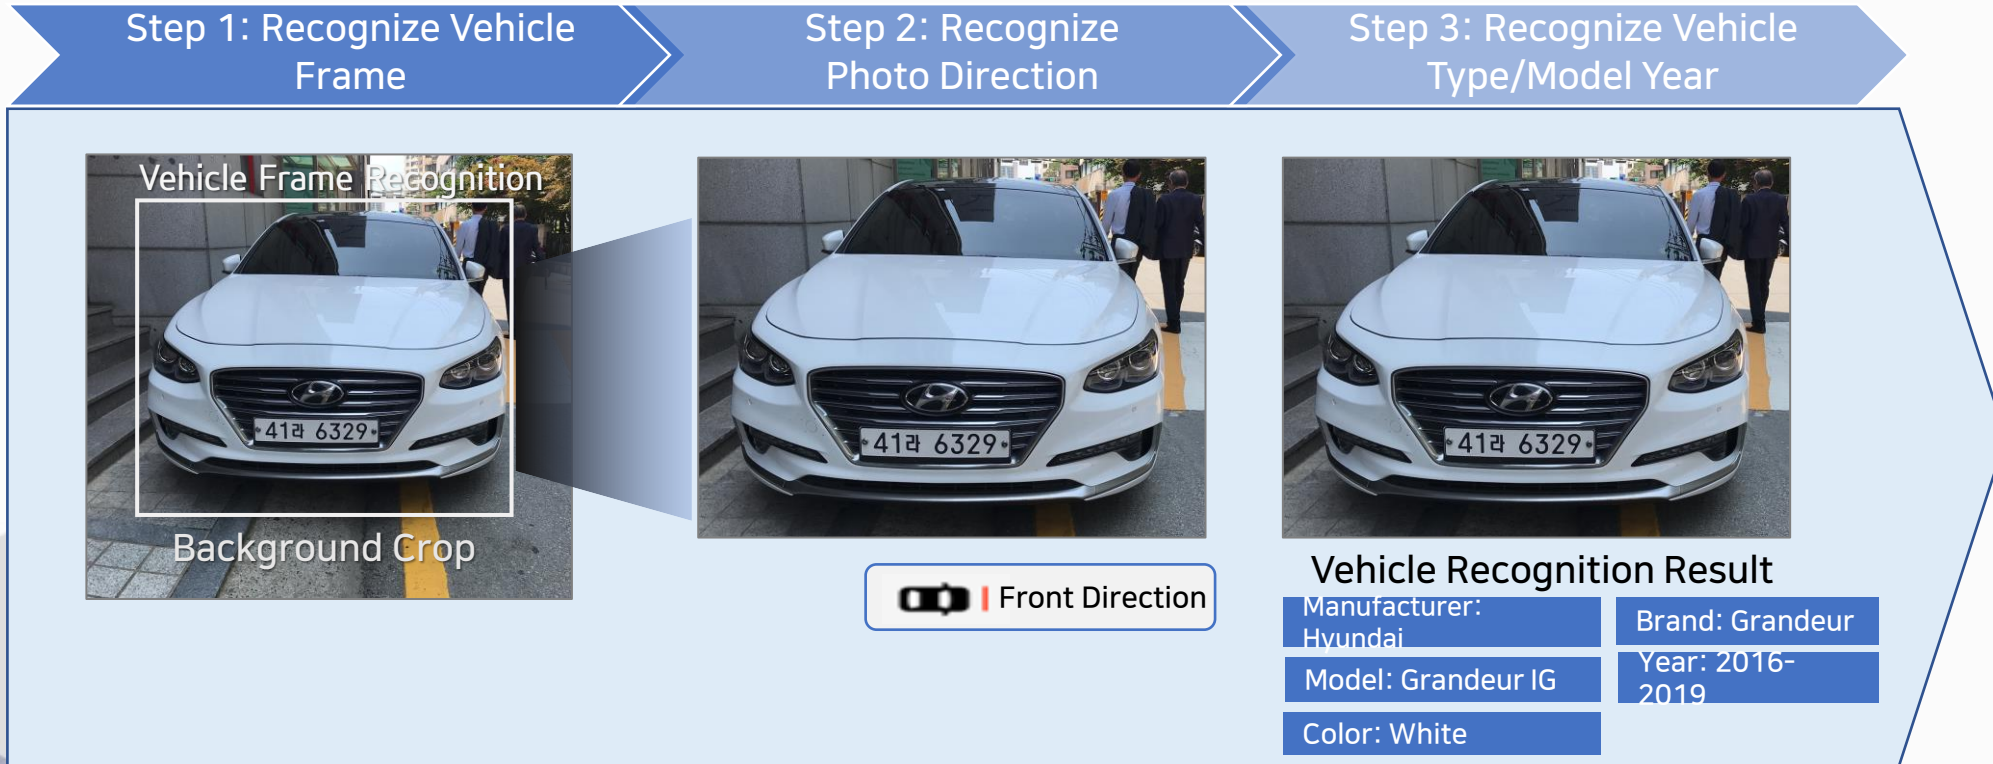 Step 1: Recognize Vehicle
Frame
Step 2: Recognize
Photo Direction
Step 3: Recognize Vehicle
Type/Model Year
Vehicle Frame Recognition
41라 6329
Background Crop
41라 6329
Front Direction
41라 6329
Vehicle Recognition Result
Manufacturer:
Hyundai
Brand: Grandeur
Model: Grandeur IG
Year: 2016-
2019
Color: White